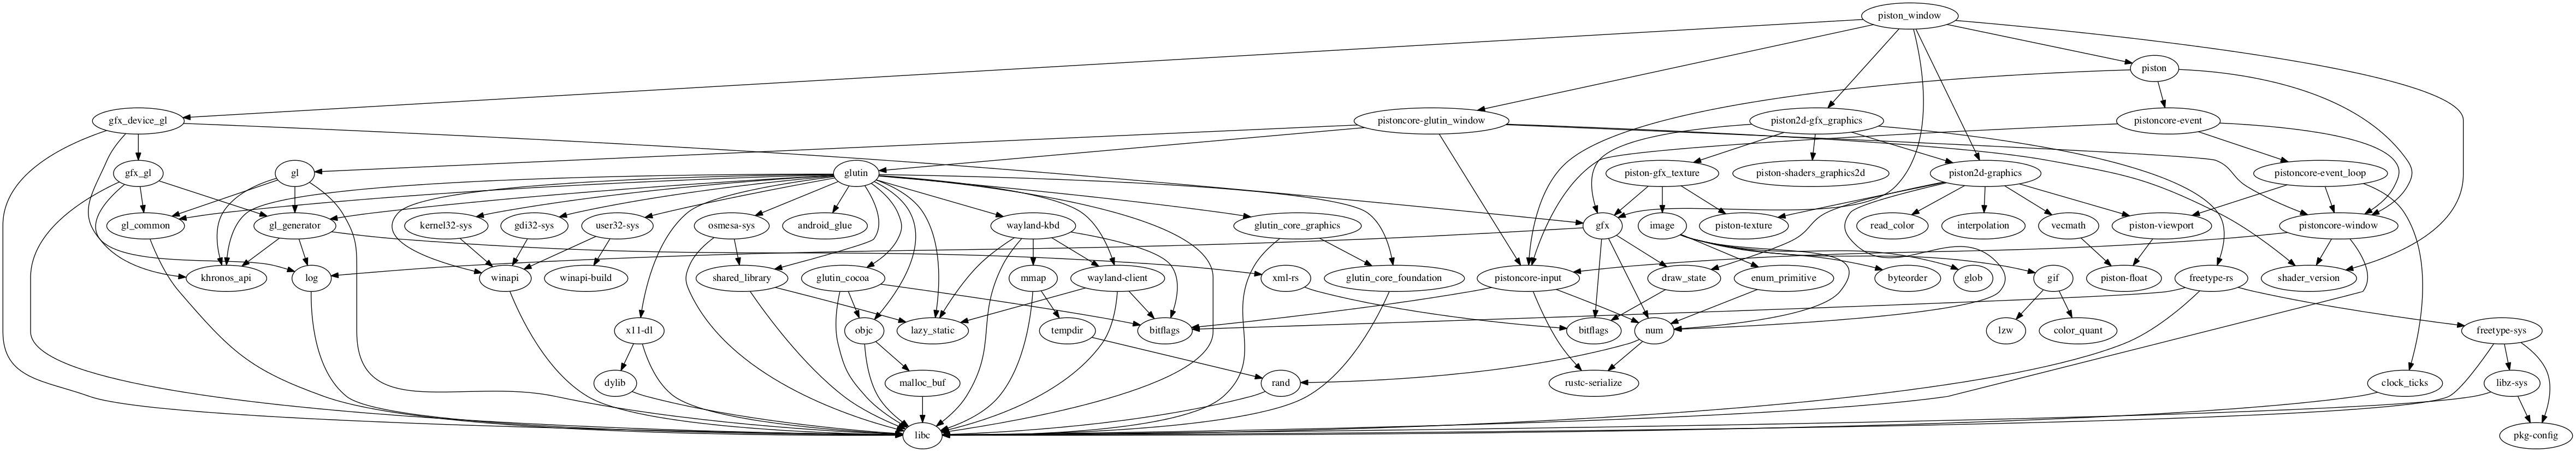 piston_window
piston
gfx_device_gl
pistoncore-glutin_window
piston2d-gfx_graphics
pistoncore-event
gfx_gl
gl
glutin
piston-gfx_texture
piston-shaders_graphics2d
piston2d-graphics
pistoncore-event_loop
gl_common
gl_generator
kernel32-sys
gdi32-sys
user32-sys
osmesa-sys
android_glue
wayland-kbd
glutin_core_graphics
gfx
image
piston-texture
read_color
interpolation
vecmath
piston-viewport
pistoncore-window
khronos_api
log
winapi
winapi-build
shared_library
glutin_cocoa
mmap
wayland-client
xml-rs
glutin_core_foundation
pistoncore-input
draw_state
enum_primitive
byteorder
glob
gif
piston-float
freetype-rs
shader_version
x11-dl
objc
lazy_static
tempdir
bitflags
bitflags
num
lzw
color_quant
freetype-sys
dylib
malloc_buf
rand
rustc-serialize
clock_ticks
libz-sys
libc
pkg-config